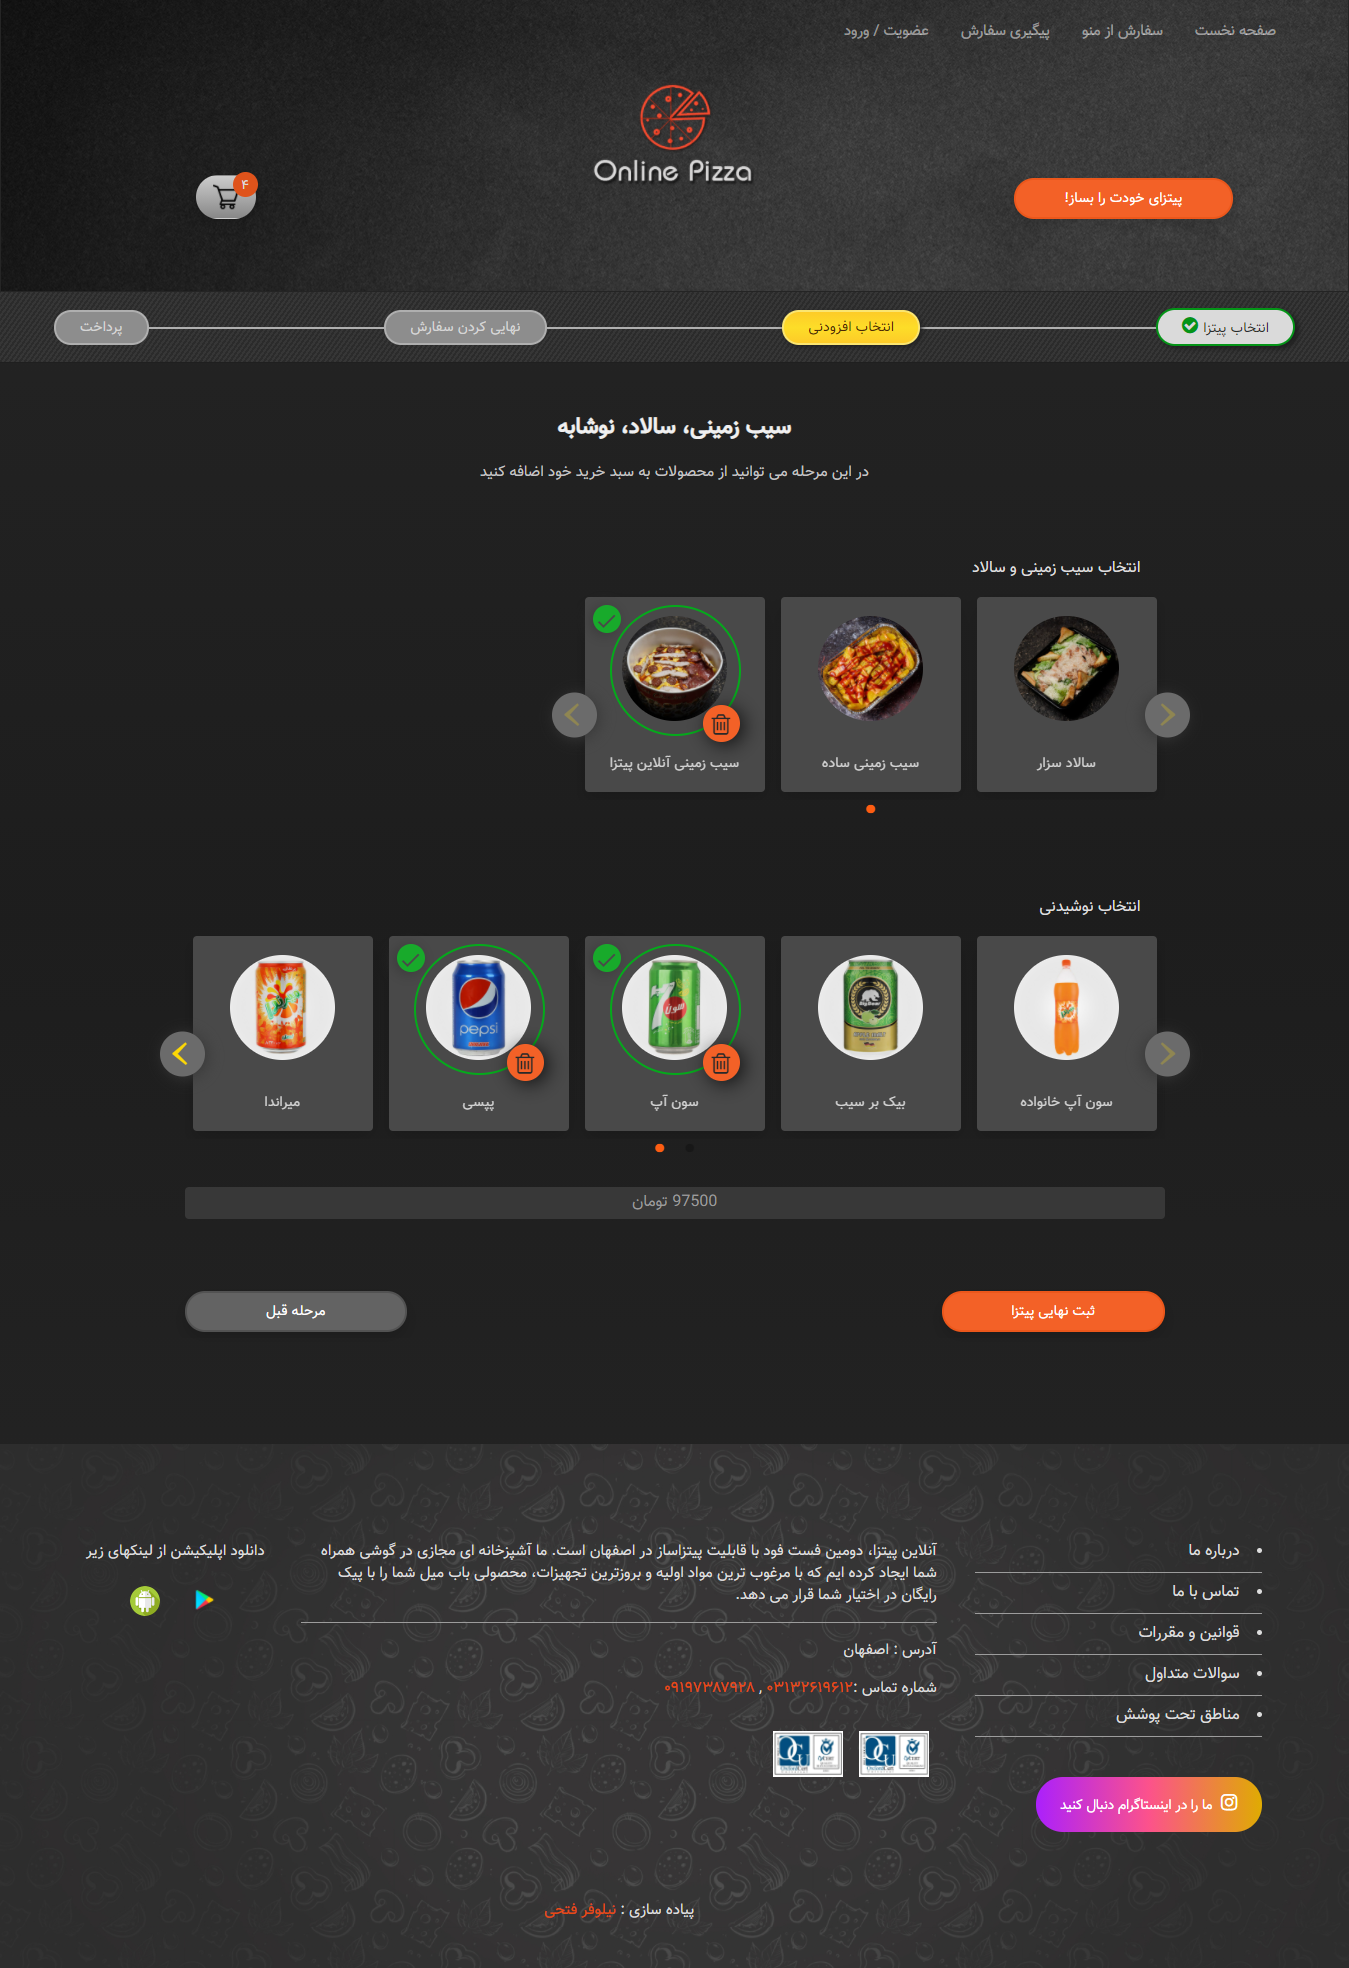 صفحه نخست
سفارش از منو
پیگیری سفارش
عضویت / ورود
Online Pizza
پیتزای خودت را بساز!
۴
انتخاب پیتزا
انتخاب افزودنی
نهایی کردن سفارش
پرداخت
سیب زمینی، سالاد، نوشابه
در این مرحله می توانید از محصولات به سبد خرید خود اضافه کنید
انتخاب سیب زمینی و سالاد
سالاد سزار
سیب زمینی ساده
سیب زمینی آنلاین پیتزا
انتخاب نوشیدنی
سون آپ خانواده
بیک بر سیب
سون آپ
pepsi
پپسی
میراندا
97500 تومان
ثبت نهایی پیتزا
مرحله قبل
درباره ما
تماس با ما
قوانین و مقررات
سوالات متداول
مناطق تحت پوشش
ما را در اینستاگرام دنبال کنید
آنلاین پیتزا، دومین فست فود با قابلیت پیتزاساز در اصفهان است. ما آشپزخانه ای مجازی در گوشی همراه
شما ایجاد کرده ایم که با مرغوب ترین مواد اولیه و بروزترین تجهیزات، محصولی باب میل شما را با پیک
رایگان در اختیار شما قرار می دهد.
آدرس : اصفهان
شماره تماس :۰۳۱۳۲۶۱۹۶۱۲ , ۰۹۱۹۷۳۸۷۹۲۸
دانلود اپلیکیشن از لینکهای زیر
پیاده سازی : نیلوفر فتحی